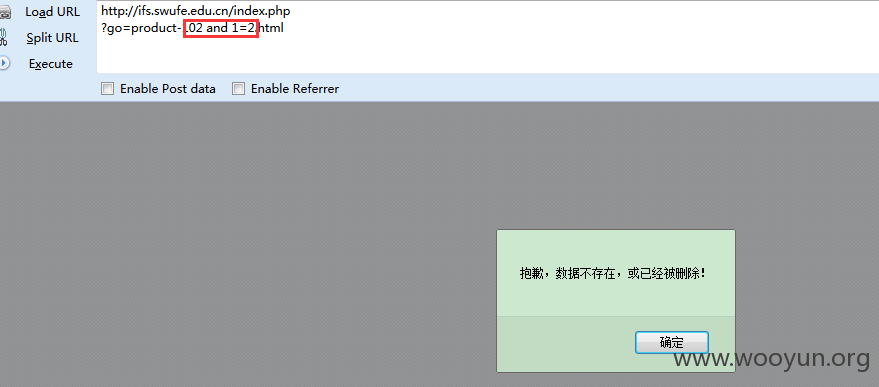 Load URL
http://ifs.swufe.edu.cn/index.php
Split URL
?go=product-102 and 1=2.html
Execute
Enable Post data
Enable Referrer
抱歉，数据不存在，或已经被删除！
确定
www.wooyun.org